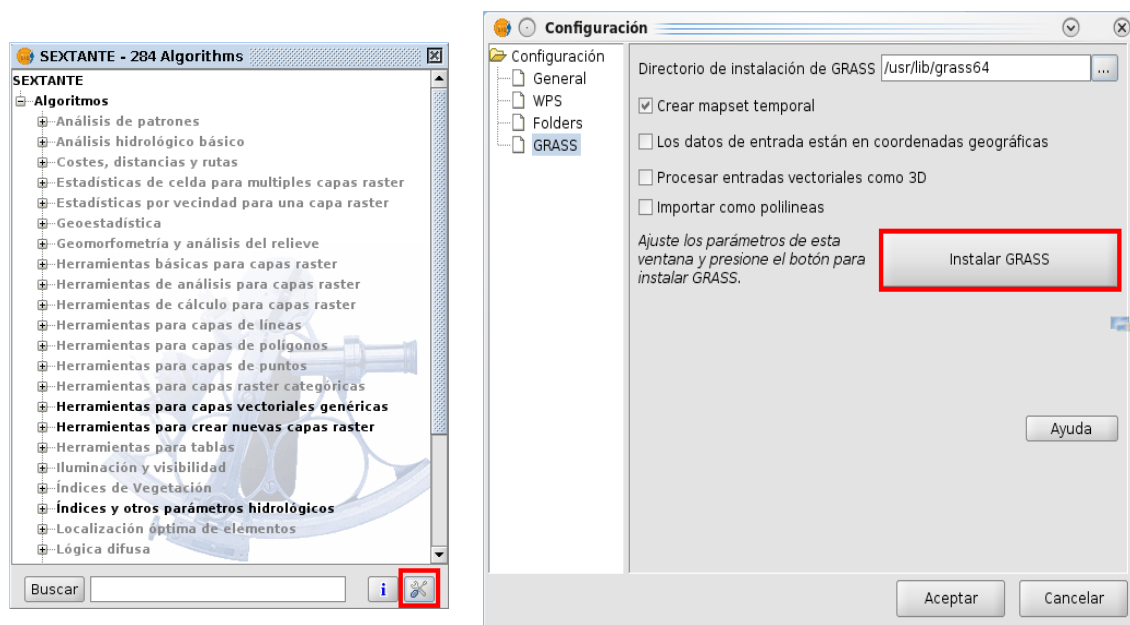 SEXTANTE - 284 Algorithms
SEXTANTE
Algoritmos
Análisis de patrones
Análisis hidrológico básico
Costes, distancias y rutas
Estadísticas de celda para multiples capas raster
Estadísticas por vecindad para una capa raster
Geoestadística
Geomorfometría y análisis del relieve
Herramientas básicas para capas raster
Herramientas de análisis para capas raster
Herramientas de cálculo para capas raster
Herramientas para capas de líneas
Herramientas para capas de polígonos
Herramientas para capas de puntos
Herramientas para capas raster categóricas
Herramientas para capas vectoriales genéricas
Herramientas para crear nuevas capas raster
Herramientas para tablas
Iluminación y visibilidad
Índices de Vegetación
Índices y otros parámetros hidrológicos
Localización óptima de elementos
Lógica difusa
Buscar
i
Configuración
Configuración
General
WPS
Folders
GRASS
Directorio de instalación de GRASS /usr/lib/grass64 ...
Crear mapset temporal
Los datos de entrada están en coordenadas geográficas
Procesar entradas vectoriales como 3D
Importar como polilineas
Ajuste los parámetros de esta
ventana y presione el botón para
instalar GRASS.
Instalar GRASS
Ayuda
Aceptar
Cancelar